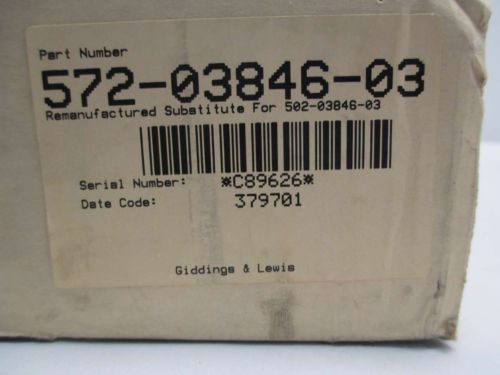 Part Number
572-03846-03
Remanufactured Substitute For 502-03846-03
Serial Number: *C89626*
Date Code: 379701
Giddings & Lewis